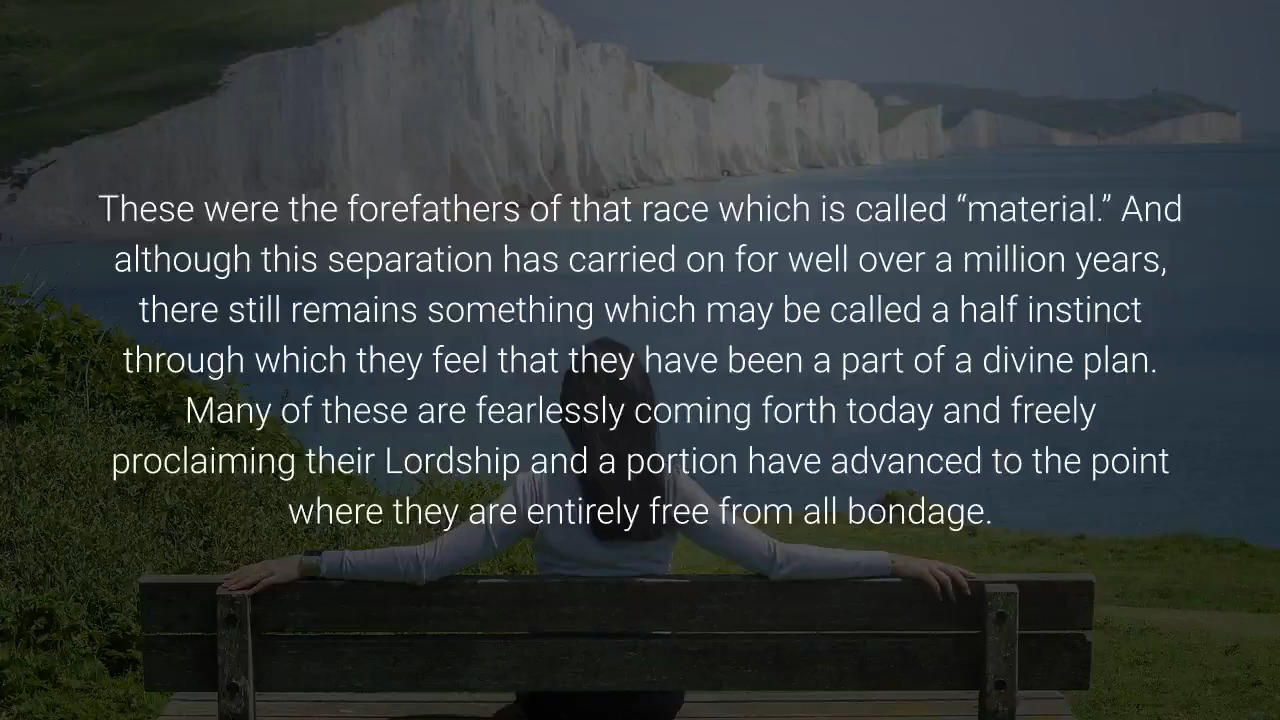 These were the forefathers of that race which is called “material.” And
although this separation has carried on for well over a million years,
there still remains something which may be called a half instinct
through which they feel that they have been a part of a divine plan.
Many of these are fearlessly coming forth today and freely
proclaiming their Lordship and a portion have advanced to the point
where they are entirely free from all bondage.